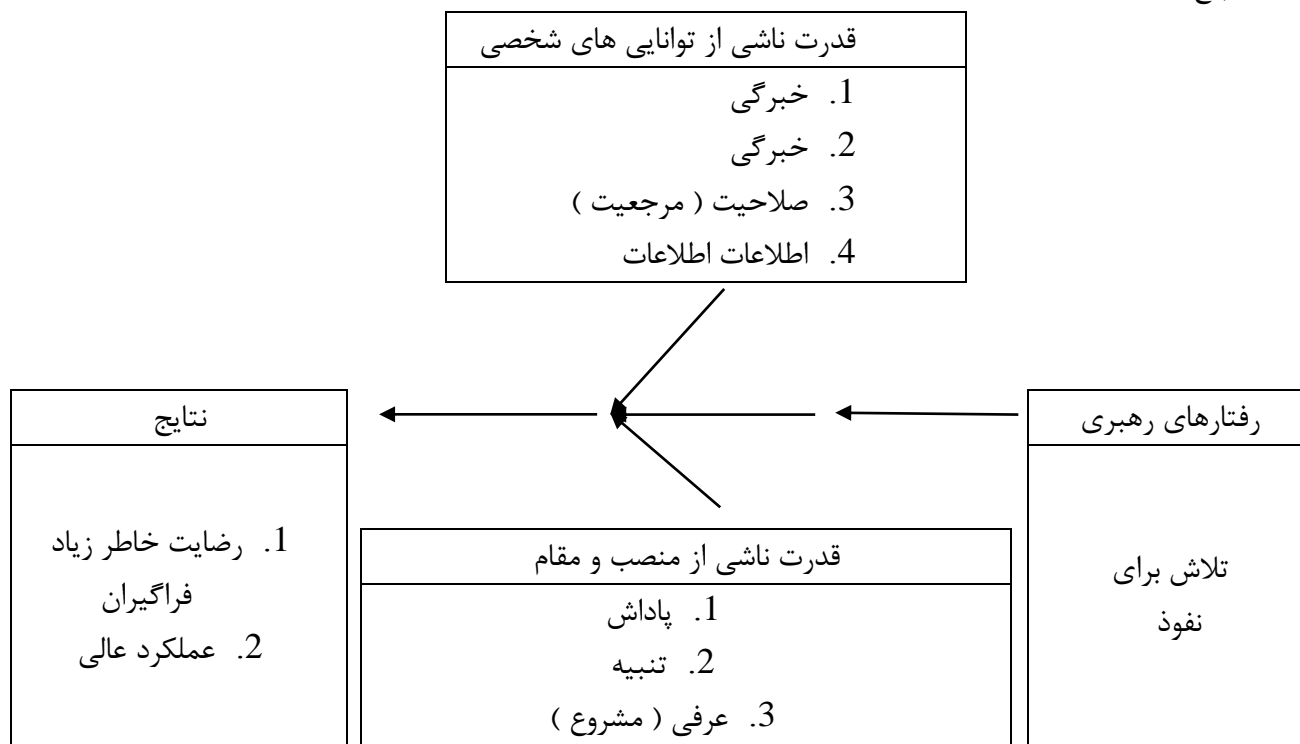 قدرت ناشی از توانایی های شخصی
1. خبرگی
2. خبرگی
3. صلاحیت ( مرجعیت )
4. اطلاعات اطلاعات
رفتارهای رهبری
تلاش برای
نفوذ
قدرت ناشی از منصب و مقام
1. پاداش
2. تنبیه
3. عرفی ( مشروع )
نتایج
1. رضایت خاطر زیاد
فراگیران
2. عملکرد عالی